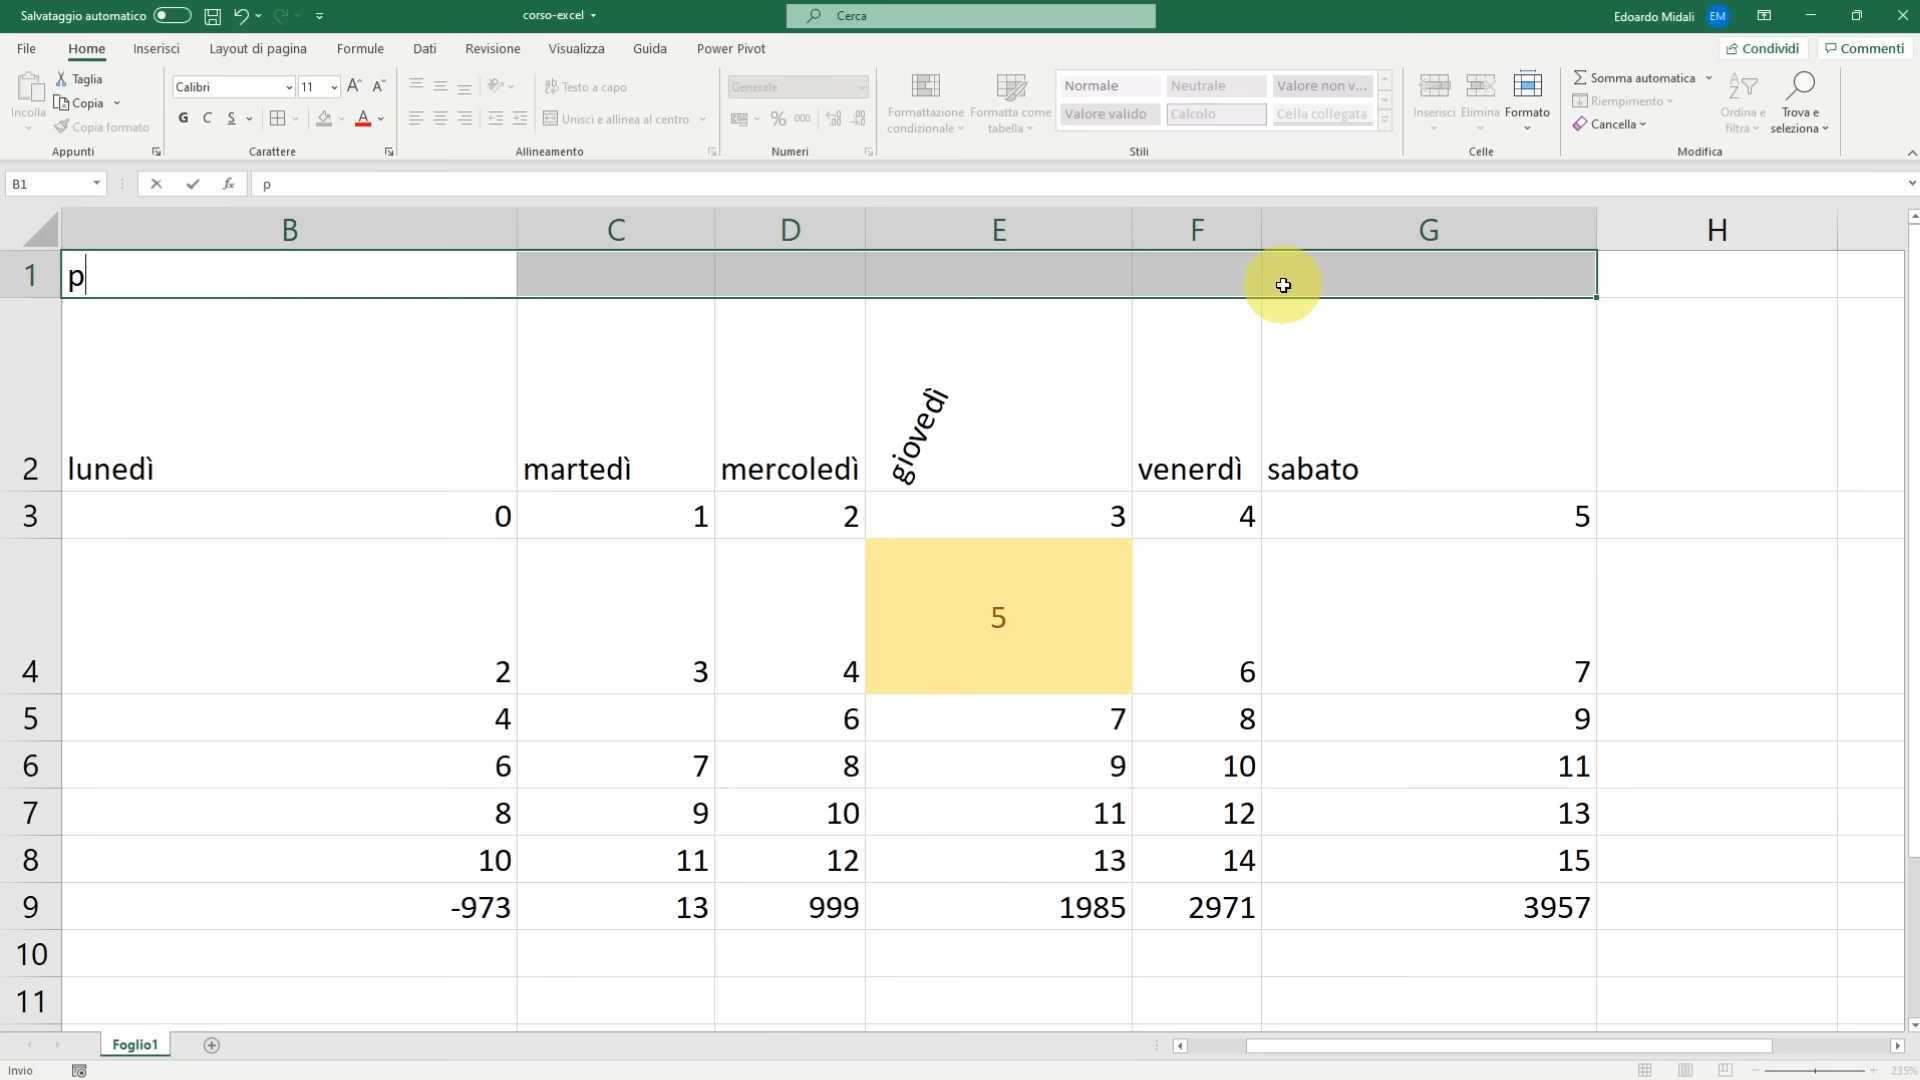 Salvataggio automatico
corso-excel
Cerca
Edoardo Midali
EM
File Home Inserisci Layout di pagina Formule Dati Revisione Visualizza Guida Power Pivot
Condividi Commenti
Incolla
Taglia
Copia
Copia formato
Appunti
Calibri 11
G C S
Carattere
Testo a capo
Unisci e allinea al centro
Allineamento
Generale
% 000
Numeri
Formattazione condizionale
Formatta come tabella
Normale Neutrale Valore non v...
Valore valido Calcolo Cella collegata
Stili
Inserisci Elimina Formato
Celle
Somma automatica
Riempimento
Cancella
Ordina e filtra
Trova e seleziona
Modifica
B1 fx p
B C D E F G H
1 p
2 lunedì martedì mercoledì giovedì venerdì sabato
3 0 1 2 3 4 5
4 2 3 4 5 6 7
5 4 6 7 8 9
6 6 7 8 9 10 11
7 8 9 10 11 12 13
8 10 11 12 13 14 15
9 -973 13 999 1985 2971 3957
10
11
Foglio1
Invio
235%